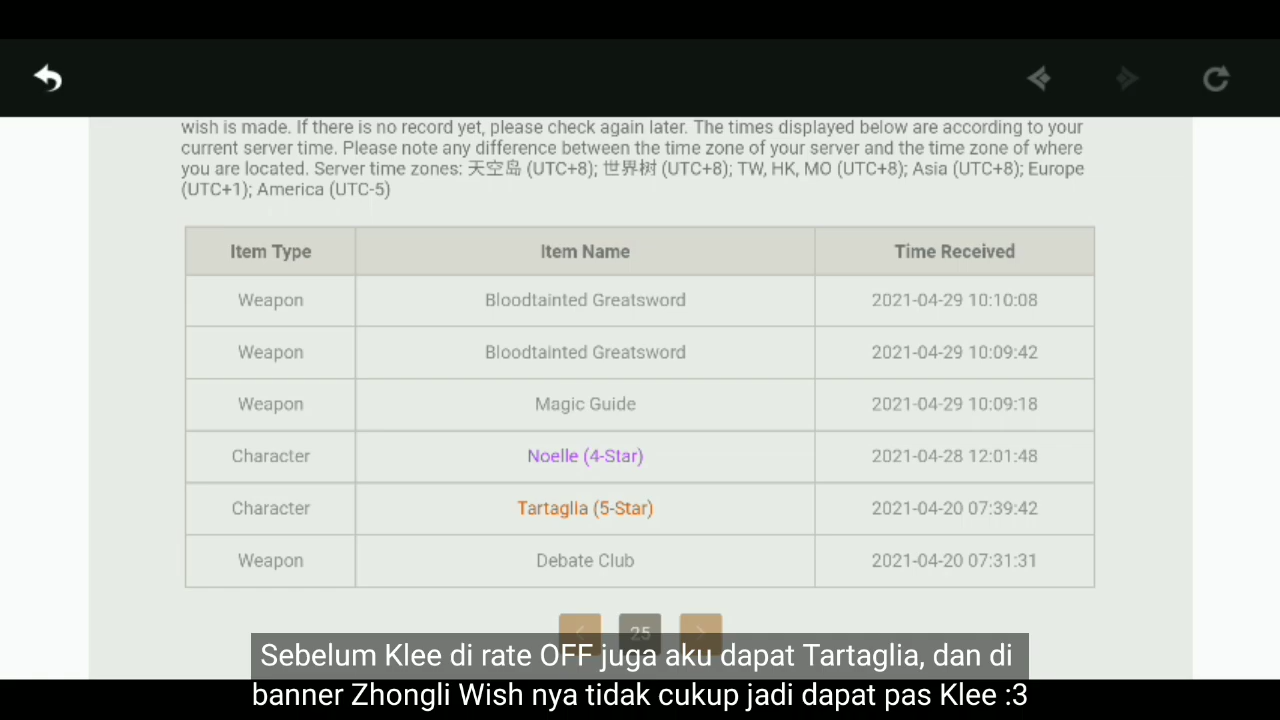 wish is made. If there is no record yet, please check again later. The times displayed below are according to your
current server time. Please note any difference between the time zone of your server and the time zone of where
you are located. Server time zones: 天空岛 (UTC+8); 世界树 (UTC+8); TW, HK, MO (UTC+8); Asia (UTC+8); Europe
(UTC+1); America (UTC-5)
Item Type Item Name Time Received
Weapon Bloodtainted Greatsword 2021-04-29 10:10:08
Weapon Bloodtainted Greatsword 2021-04-29 10:09:42
Weapon Magic Guide 2021-04-29 10:09:18
Character Noelle (4-Star) 2021-04-28 12:01:48
Character Tartaglia (5-Star) 2021-04-20 07:39:42
Weapon Debate Club 2021-04-20 07:31:31
25
Sebelum Klee di rate OFF juga aku dapat Tartaglia, dan di
banner Zhongli Wish nya tidak cukup jadi dapat pas Klee :3